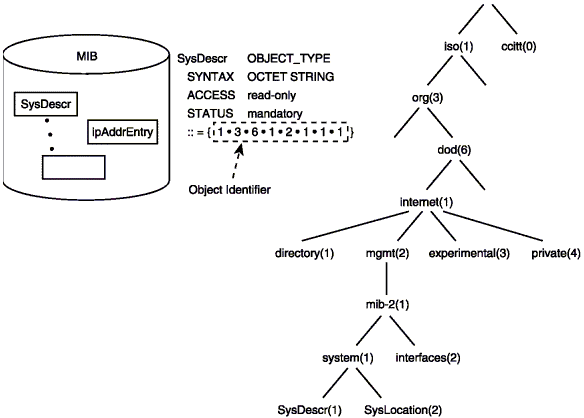 MIB
SysDescr
ipAddrEntry
SysDescr OBJECT_TYPE
SYNTAX OCTET STRING
ACCESS read-only
STATUS mandatory
:: = {1•3•6•1•2•1•1•1}
Object Identifier
iso(1) ccitt(0)
org(3)
dod(6)
internet(1)
directory(1) mgmt(2) experimental(3) private(4)
mib-2(1)
system(1) interfaces(2)
SysDescr(1) SysLocation(2)